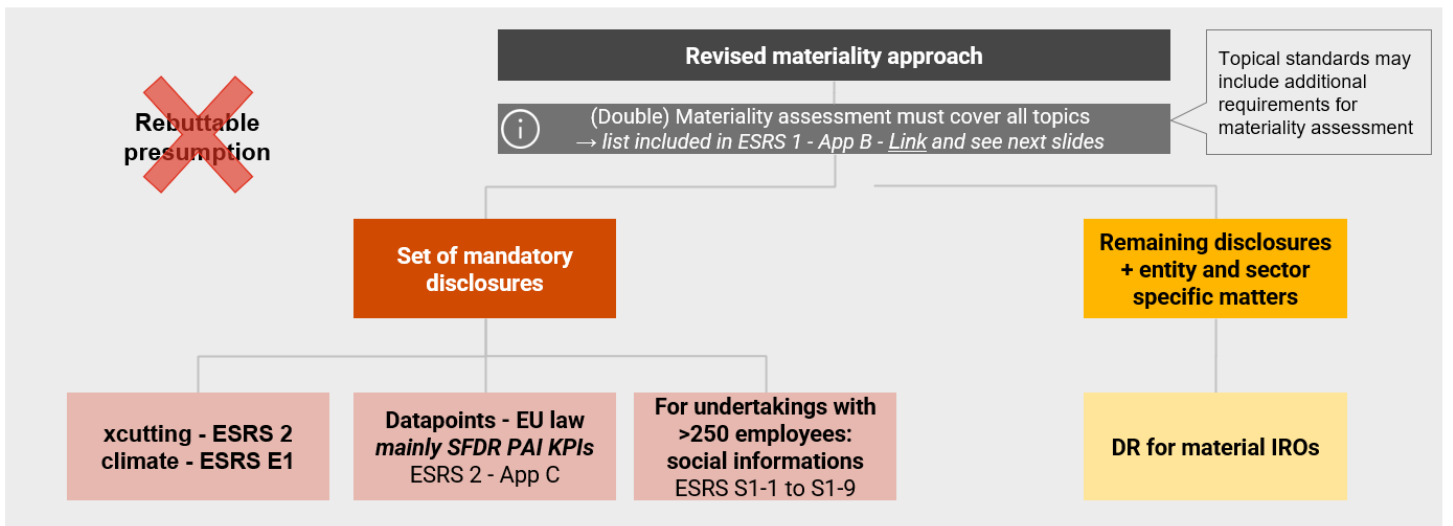 Revised materiality approach
Topical standards may
include additional
requirements for
materiality assessment
Rebuttable
presumption
(Double) Materiality assessment must cover all topics
→ list included in ESRS 1 - App B - Link and see next slides
Set of mandatory
disclosures
Remaining disclosures
+ entity and sector
specific matters
xcutting - ESRS 2
climate - ESRS E1
Datapoints - EU law
mainly SFDR PAI KPIs
ESRS 2 - App C
For undertakings with
>250 employees:
social informations
ESRS S1-1 to S1-9
DR for material IROs